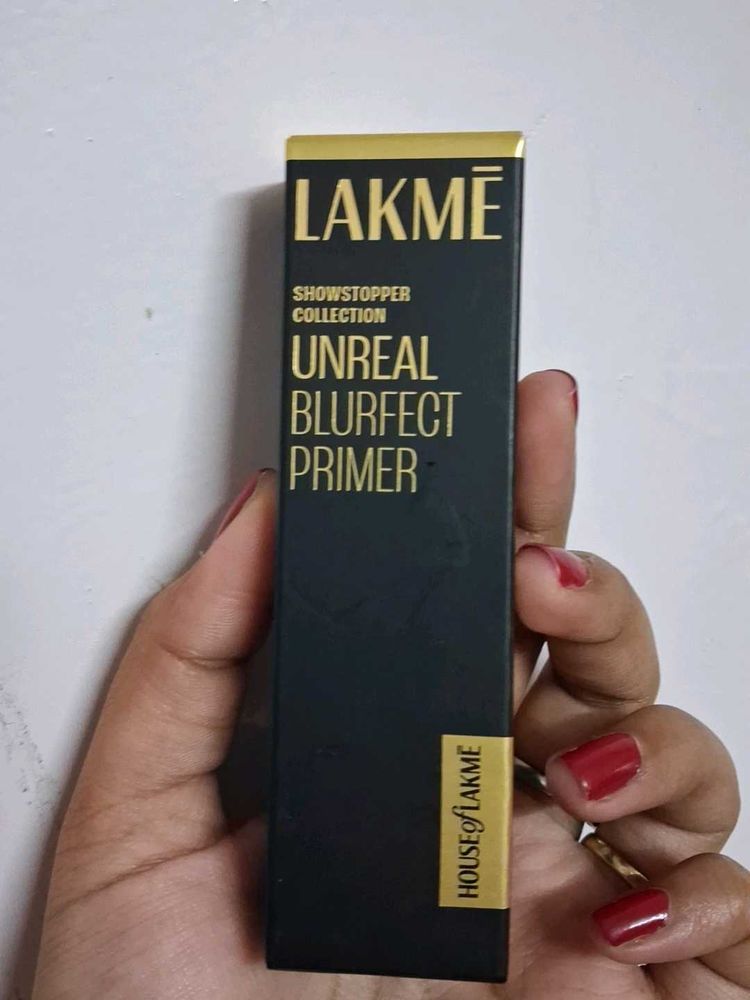 LAKMĒ
SHOWSTOPPER
COLLECTION
UNREAL
BLURFECT
PRIMER
HOUSE of LAKMĒ